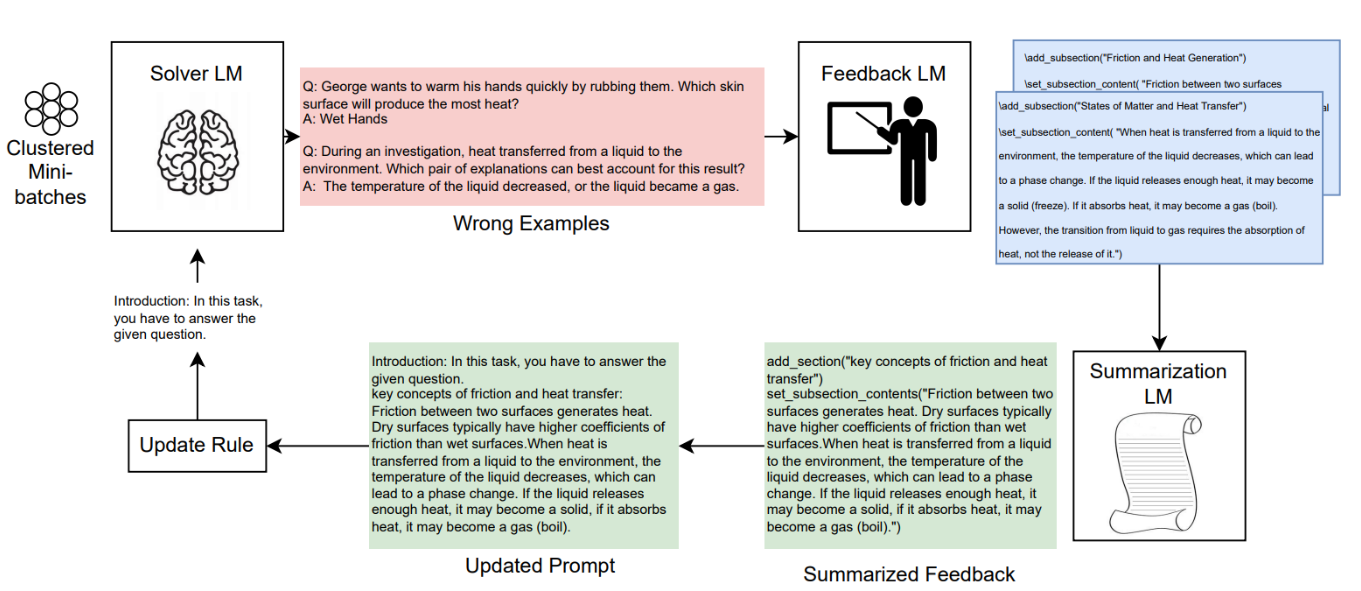 Clustered
Mini-
batches
Solver LM
Q: George wants to warm his hands quickly by rubbing them. Which skin
surface will produce the most heat?
A: Wet Hands
Q: During an investigation, heat transferred from a liquid to the
environment. Which pair of explanations can best account for this result?
A: The temperature of the liquid decreased, or the liquid became a gas.
Wrong Examples
Feedback LM
\add_subsection("Friction and Heat Generation")
\set_subsection_content( "Friction between two surfaces
al
\add_subsection("States of Matter and Heat Transfer")
\set_subsection_content( "When heat is transferred from a liquid to the
environment, the temperature of the liquid decreases, which can lead
to a phase change. If the liquid releases enough heat, it may become
a solid (freeze). If it absorbs heat, it may become a gas (boil).
However, the transition from liquid to gas requires the absorption of
heat, not the release of it.")
Summarization
LM
add_section("key concepts of friction and heat
transfer")
set_subsection_contents("Friction between two
surfaces generates heat. Dry surfaces typically
have higher coefficients of friction than wet
surfaces.When heat is transferred from a liquid
to the environment, the temperature of the
liquid decreases, which can lead to a phase
change. If the liquid releases enough heat, it
may become a solid, if it absorbs heat, it may
become a gas (boil).")
Summarized Feedback
Introduction: In this task, you have to answer the
given question.
key concepts of friction and heat transfer:
Friction between two surfaces generates heat.
Dry surfaces typically have higher coefficients of
friction than wet surfaces.When heat is
transferred from a liquid to the environment, the
temperature of the liquid decreases, which can
lead to a phase change. If the liquid releases
enough heat, it may become a solid, if it absorbs
heat, it may become a gas (boil).
Updated Prompt
Update Rule
Introduction: In this task,
you have to answer the
given question.